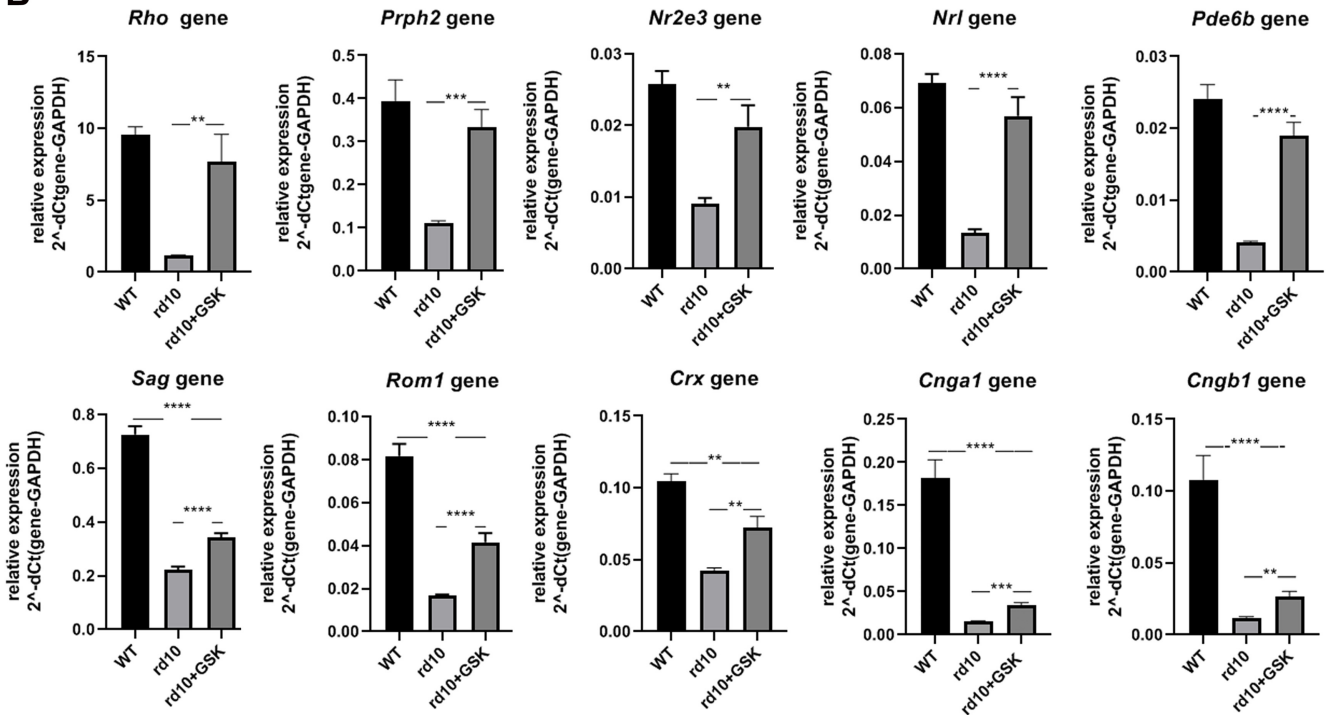 B
Rho gene
relative expression
2^-dCtgene-GAPDH)
15
10
5
0
**
WT
rd10
rd10+GSK
Prph2 gene
relative expression
2^-dCtgene-GAPDH)
0.5
0.4
0.3
0.2
0.1
0.0
***
WT
rd10
rd10+GSK
Nr2e3 gene
relative expression
2^-dCt(gene-GAPDH)
0.03
0.02
0.01
0.00
**
WT
rd10
rd10+GSK
Nrl gene
relative expression
2^-dCt(gene-GAPDH)
0.08
0.06
0.04
0.02
0.00
****
WT
rd10
rd10+GSK
Pde6b gene
relative expression
2^-dCtgene-GAPDH)
0.03
0.02
0.01
0.00
****
WT
rd10
rd10+GSK
Sag gene
relative expression
2^-dCt(gene-GAPDH)
0.8
0.6
0.4
0.2
0.0
****
****
WT
rd10
rd10+GSK
Rom1 gene
relative expression
2^-dCt(gene-GAPDH)
0.10
0.08
0.06
0.04
0.02
0.00
****
****
WT
rd10
rd10+GSK
Crx gene
relative expression
2^-dCt(gene-GAPDH)
0.15
0.10
0.05
0.00
**
**
WT
rd10
rd10+GSK
Cnga1 gene
relative expression
2^-dCt(gene-GAPDH)
0.25
0.20
0.15
0.10
0.05
0.00
****
***
WT
rd10
rd10+GSK
Cngb1 gene
relative expression
2^-dCt(gene-GAPDH)
0.15
0.10
0.05
0.00
****
**
WT
rd10
rd10+GSK